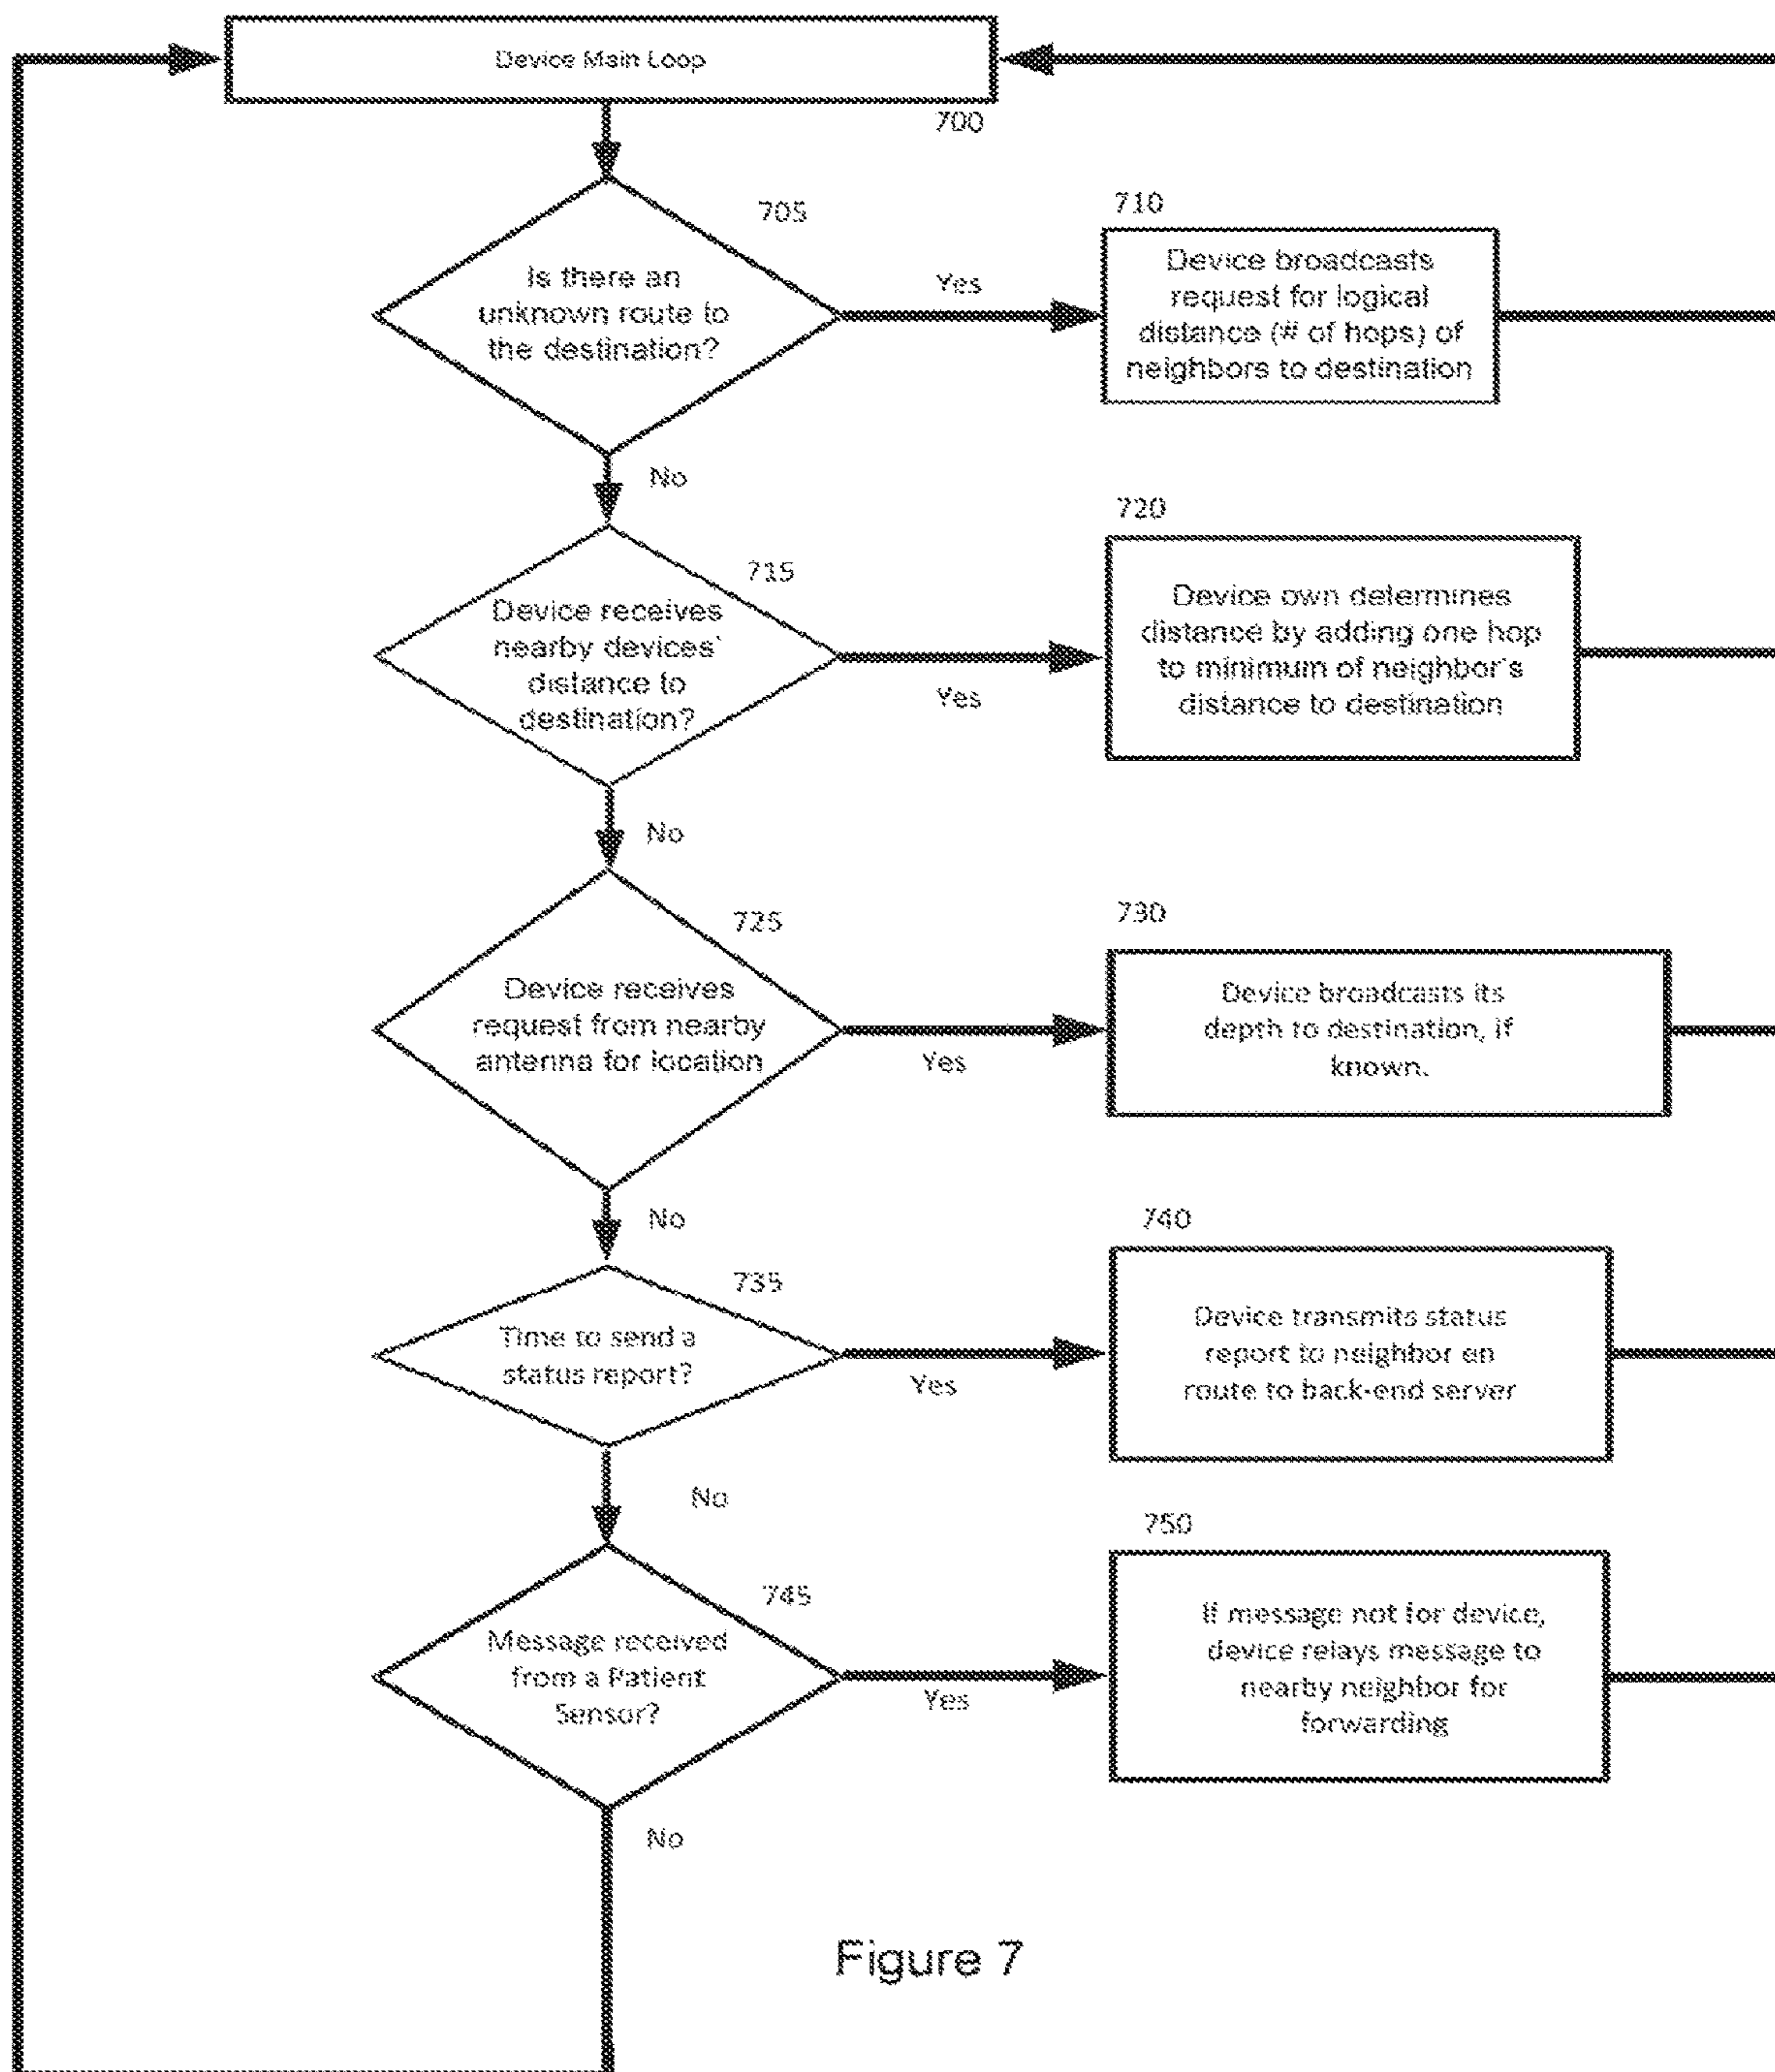 Device Main Loop
700
705
Is there an
unknown route to
the destination?
Yes
710
Device broadcasts
request for logical
distance (# of hops) of
neighbors to destination
No
715
Device receives
nearby devices'
distance to
destination?
Yes
720
Device own determines
distance by adding one hop
to minimum of neighbor's
distance to destination
No
725
Device receives
request from nearby
antenna for location
Yes
730
Device broadcasts its
depth to destination, if
known.
No
735
Time to send a
status report?
Yes
740
Device transmits status
report to neighbor en
route to back-end server
No
745
Message received
from a Patient
Sensor?
Yes
750
If message not for device,
device relays message to
nearby neighbor for
forwarding
No
Figure 7